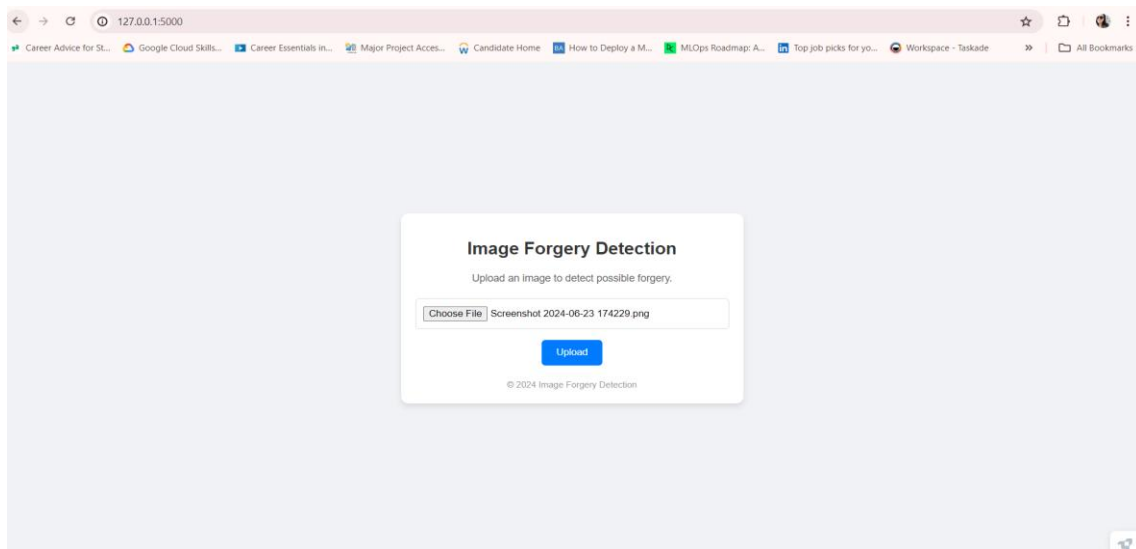 127.0.0.1:5000
Career Advice for St... Google Cloud Skills... Career Essentials in... Major Project Acces... Candidate Home BA How to Deploy a M... MLOps Roadmap: A... in Top job picks for yo... Workspace - Taskade » All Bookmarks
Image Forgery Detection
Upload an image to detect possible forgery.
Choose File Screenshot 2024-06-23 174229.png
Upload
© 2024 Image Forgery Detection